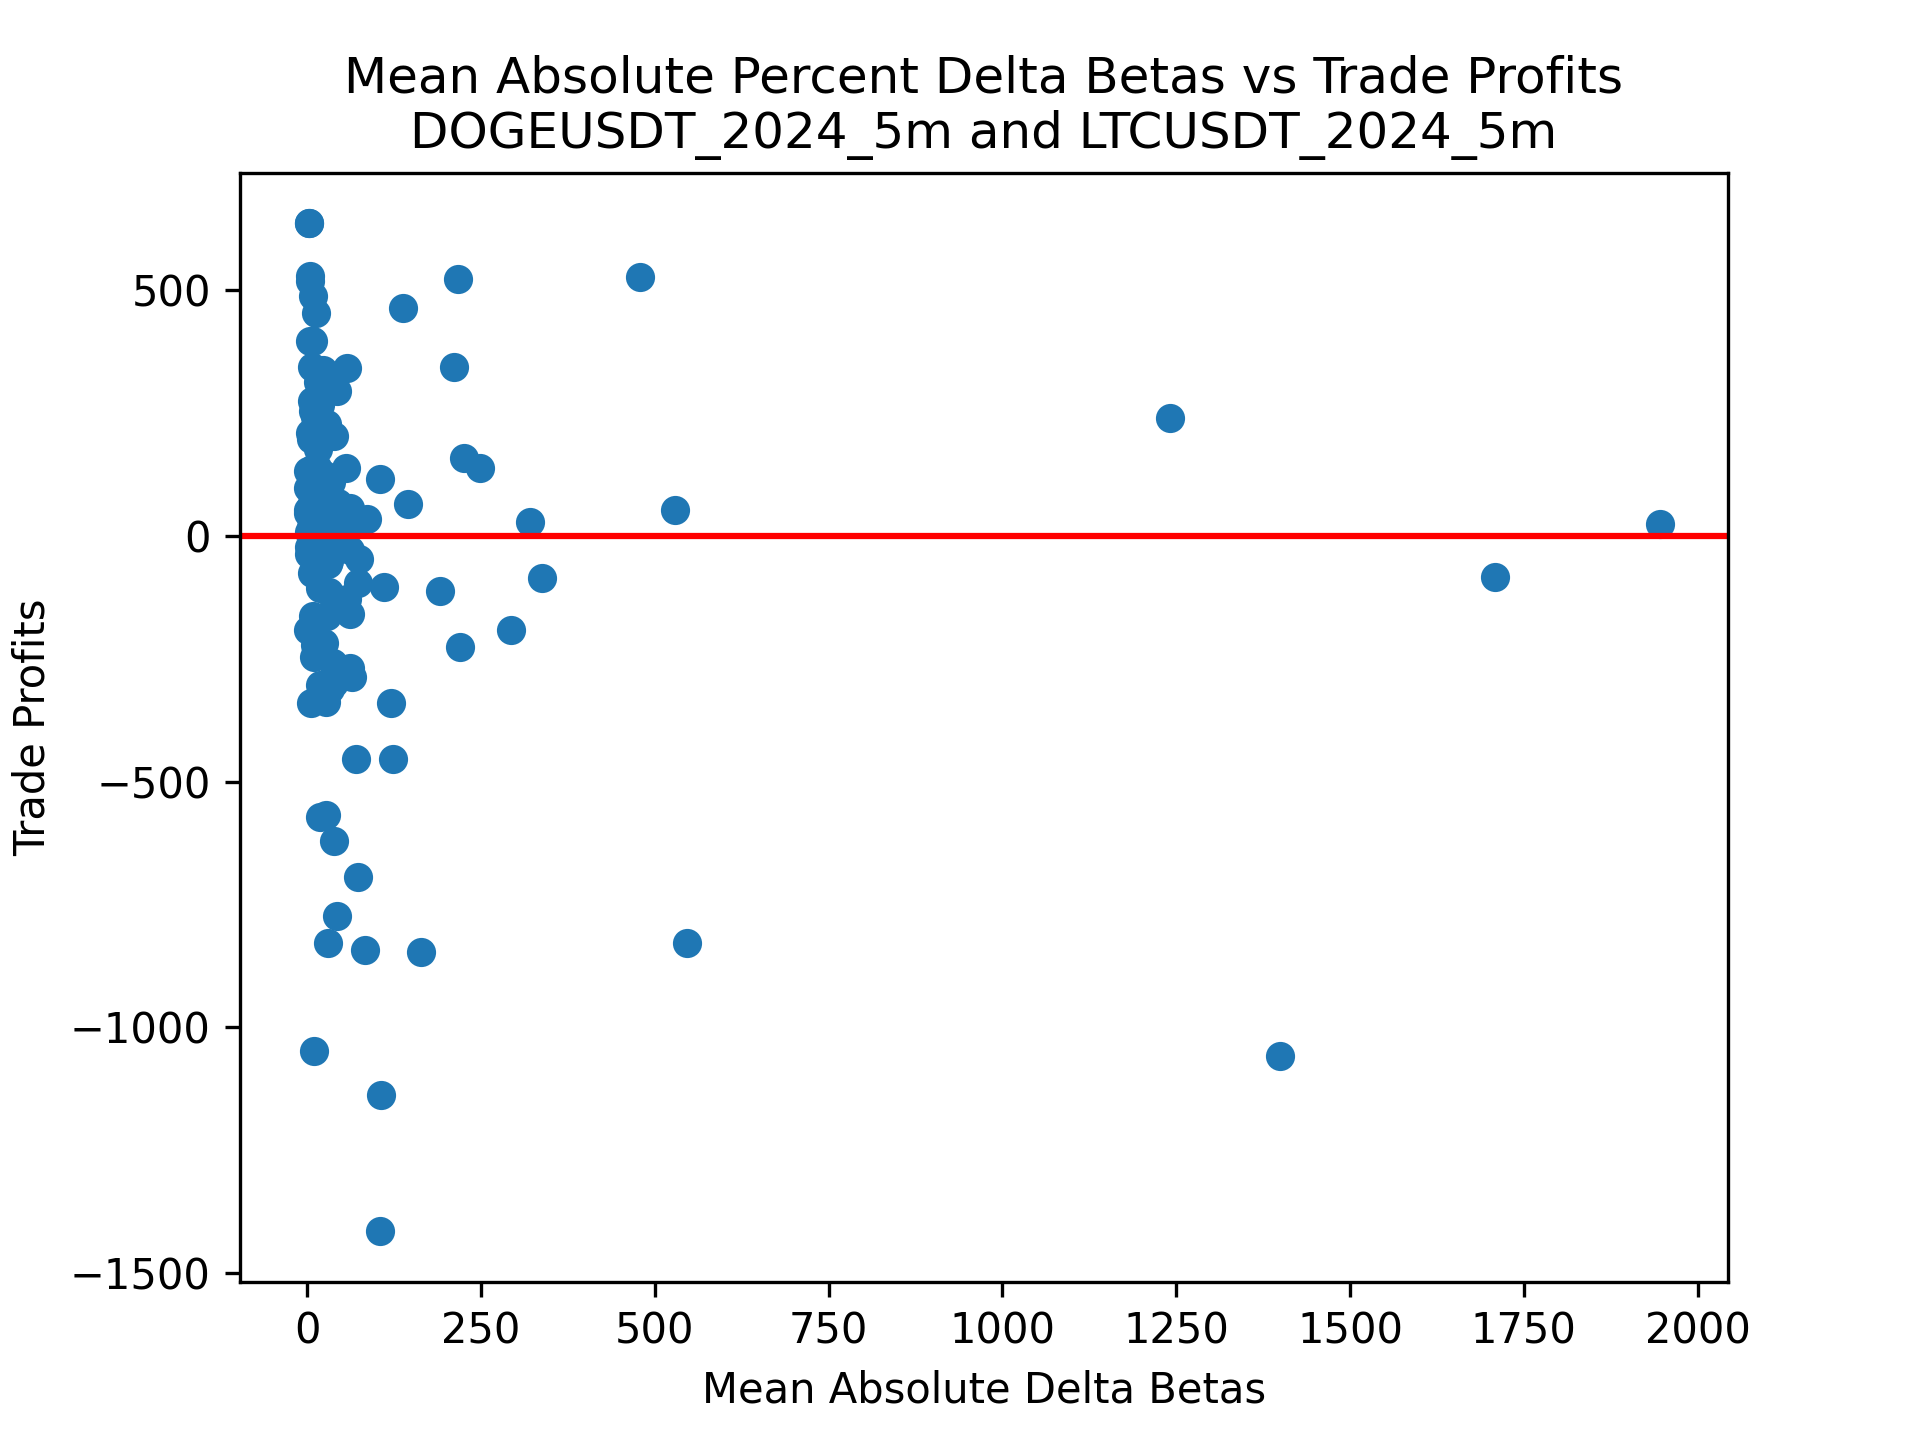 Mean Absolute Percent Delta Betas vs Trade Profits
DOGEUSDT_2024_5m and LTCUSDT_2024_5m
Trade Profits
500
0
−500
−1000
−1500
0 250 500 750 1000 1250 1500 1750 2000
Mean Absolute Delta Betas